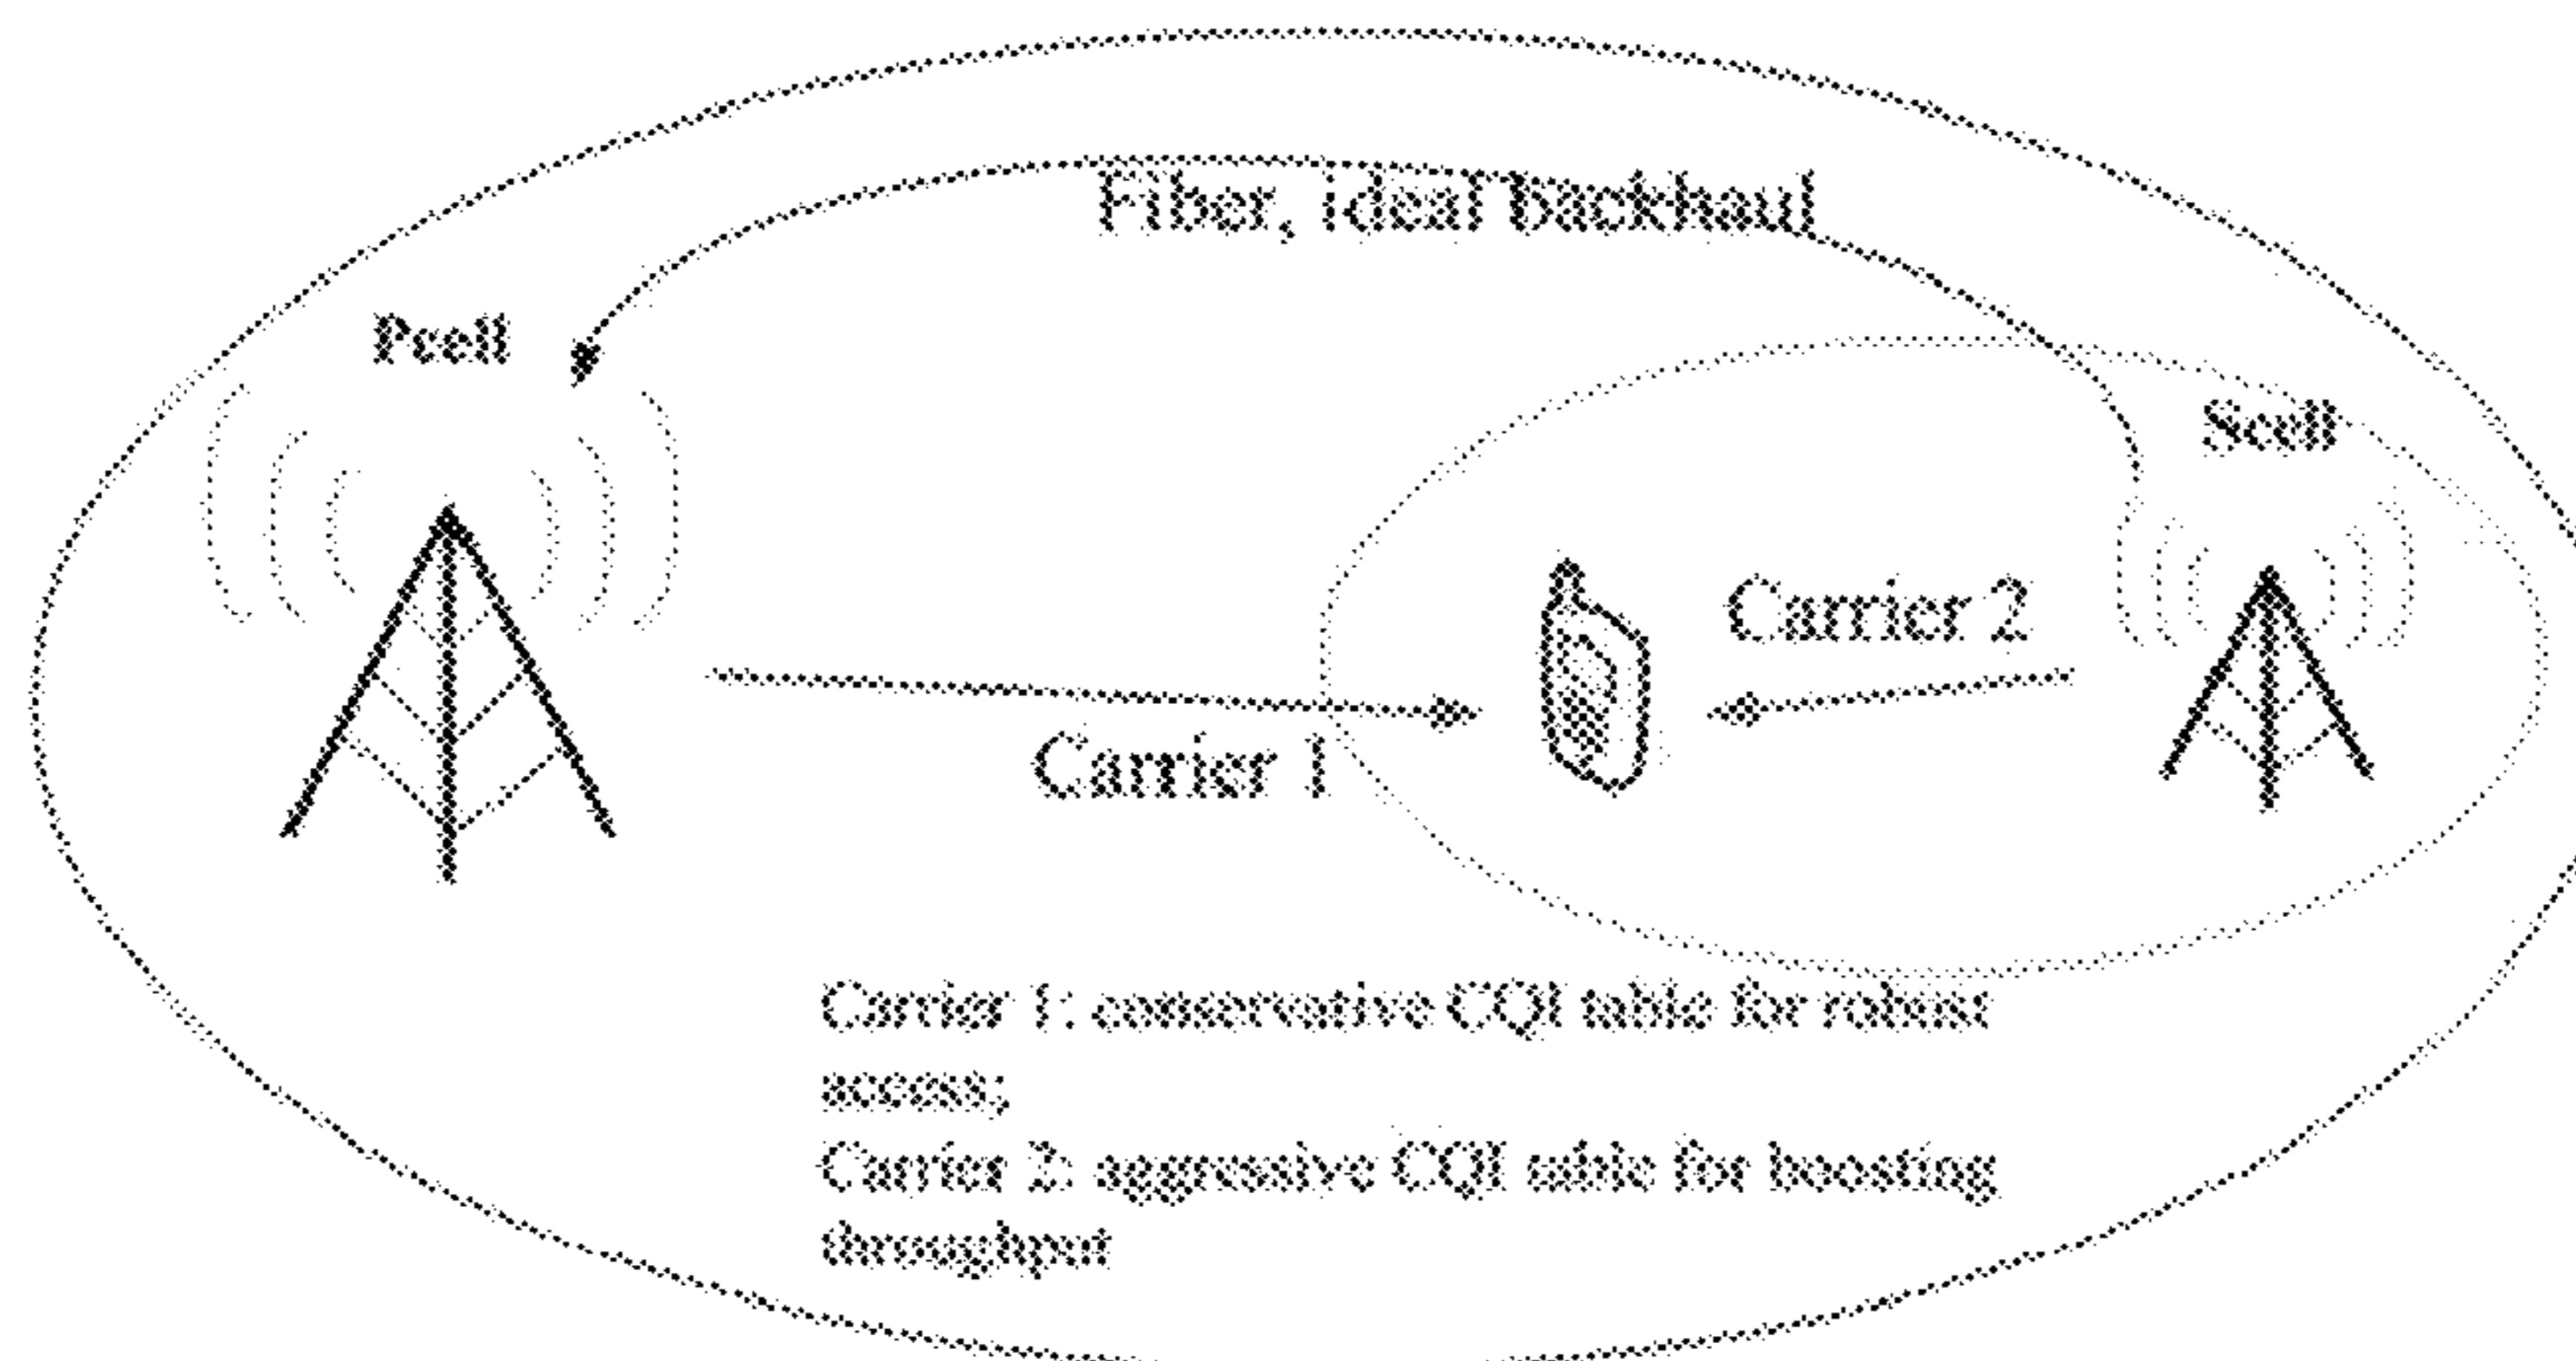 Fiber, ideal backhaul
Pcell
Scell
Carrier 2
Carrier 1
Carrier 1: conservative CQI table for robust
access;
Carrier 2: aggressive CQI table for boosting
throughput